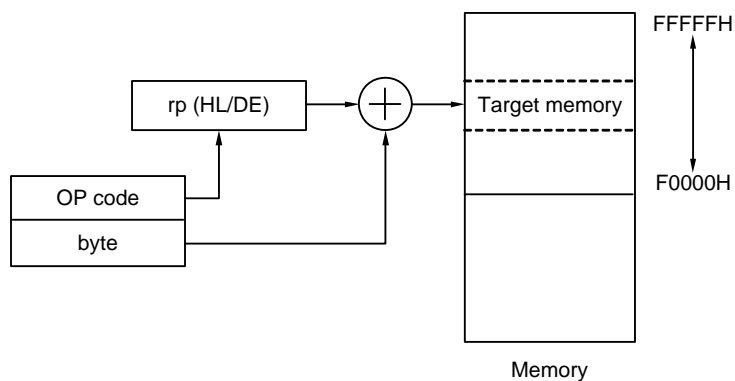 FFFFFH
rp (HL/DE)
Target memory
OP code
F0000H
byte
Memory